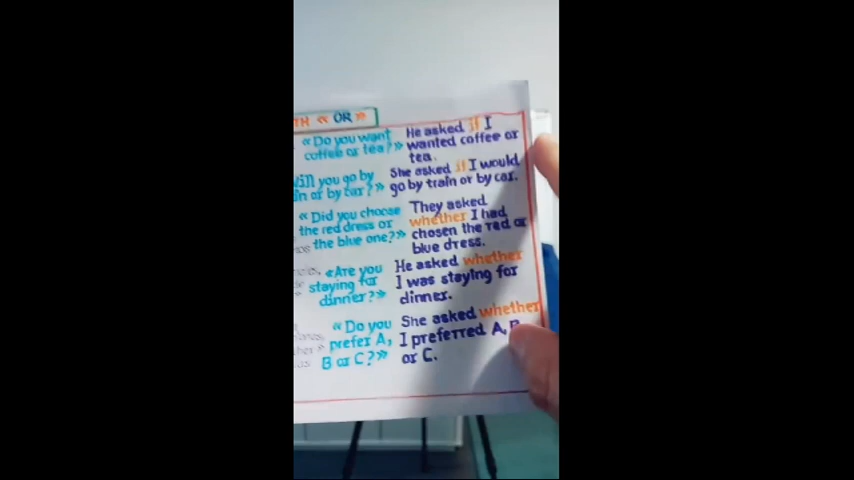 TH « OR »
«Do you want
coffee or tea?»
He asked if I
wanted coffee or
tea.
Will you go by
in or by car?»
She asked if I would
go by train or by car.
«Did you choose
the red dress or
the blue one?»
They asked
whether I had
chosen the red or
blue dress.
«Are you
staying for
dinner?»
He asked whether
I was staying for
dinner.
«Do you
prefer A,
B or C?»
She asked whether
I preferred A, B
or C.